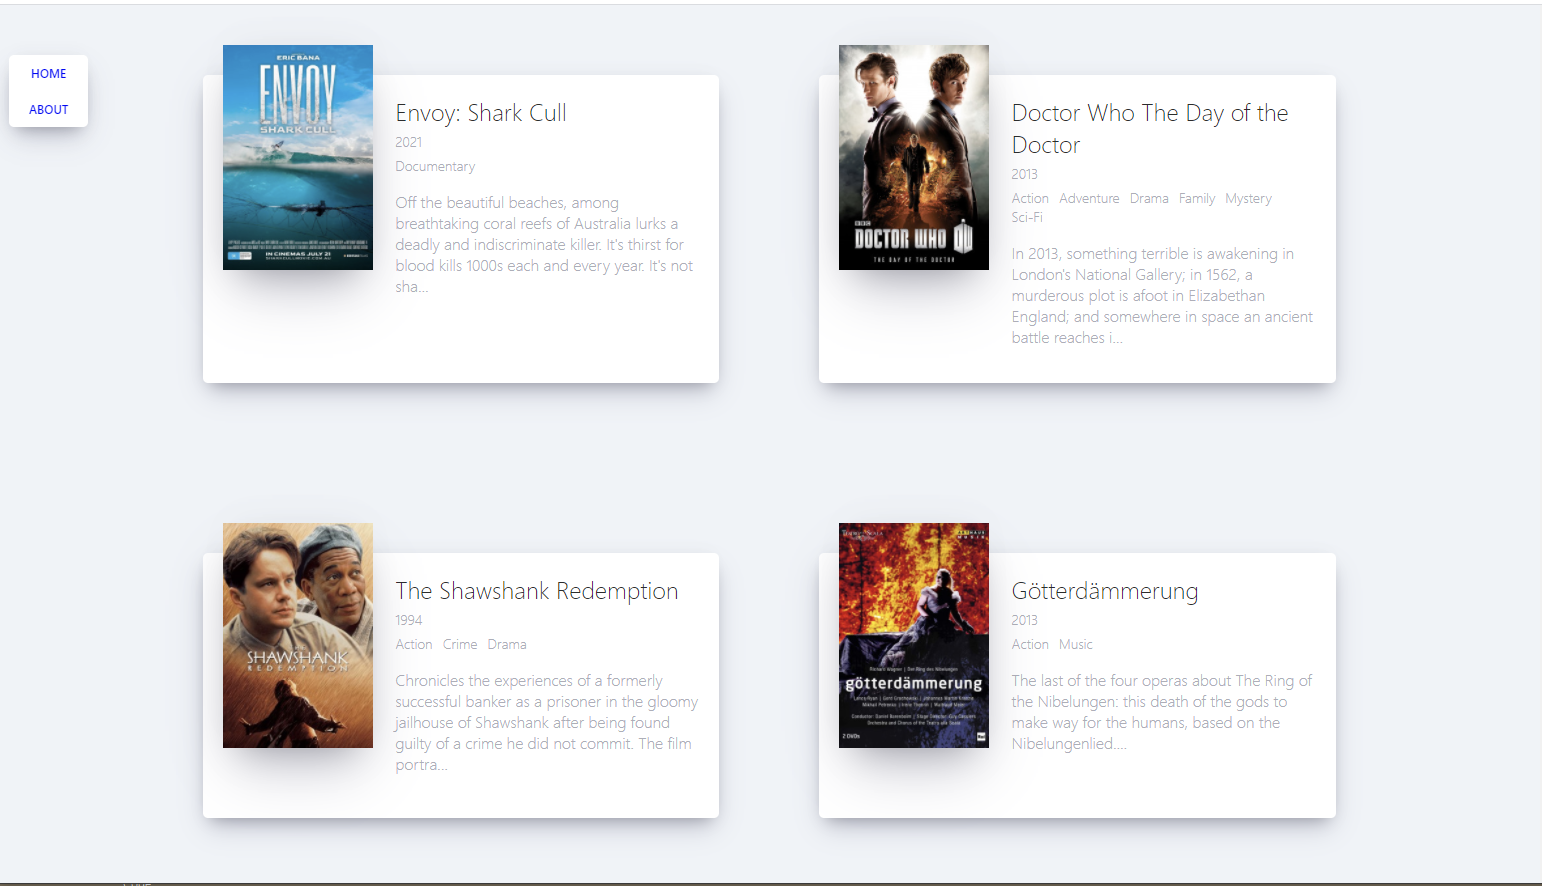 HOME
ABOUT
ERIC BANA
ENVOY
SHARK CULL
IN CINEMAS JULY 21
Envoy: Shark Cull
2021
Documentary
Off the beautiful beaches, among
breathtaking coral reefs of Australia lurks a
deadly and indiscriminate killer. It's thirst for
blood kills 1000s each and every year. It's not
sha...
BBC
DOCTOR WHO
THE DAY OF THE DOCTOR
Doctor Who The Day of the
Doctor
2013
Action Adventure Drama Family Mystery
Sci-Fi
In 2013, something terrible is awakening in
London's National Gallery; in 1562, a
murderous plot is afoot in Elizabethan
England; and somewhere in space an ancient
battle reaches i...
SHAWSHANK
REDEMPTION
The Shawshank Redemption
1994
Action Crime Drama
Chronicles the experiences of a formerly
successful banker as a prisoner in the gloomy
jailhouse of Shawshank after being found
guilty of a crime he did not commit. The film
portra...
Richard Wagner | Der Ring des Nibelungen
götterdämmerung
2 DVDs
Götterdämmerung
2013
Action Music
The last of the four operas about The Ring of
the Nibelungen: this death of the gods to
make way for the humans, based on the
Nibelungenlied....